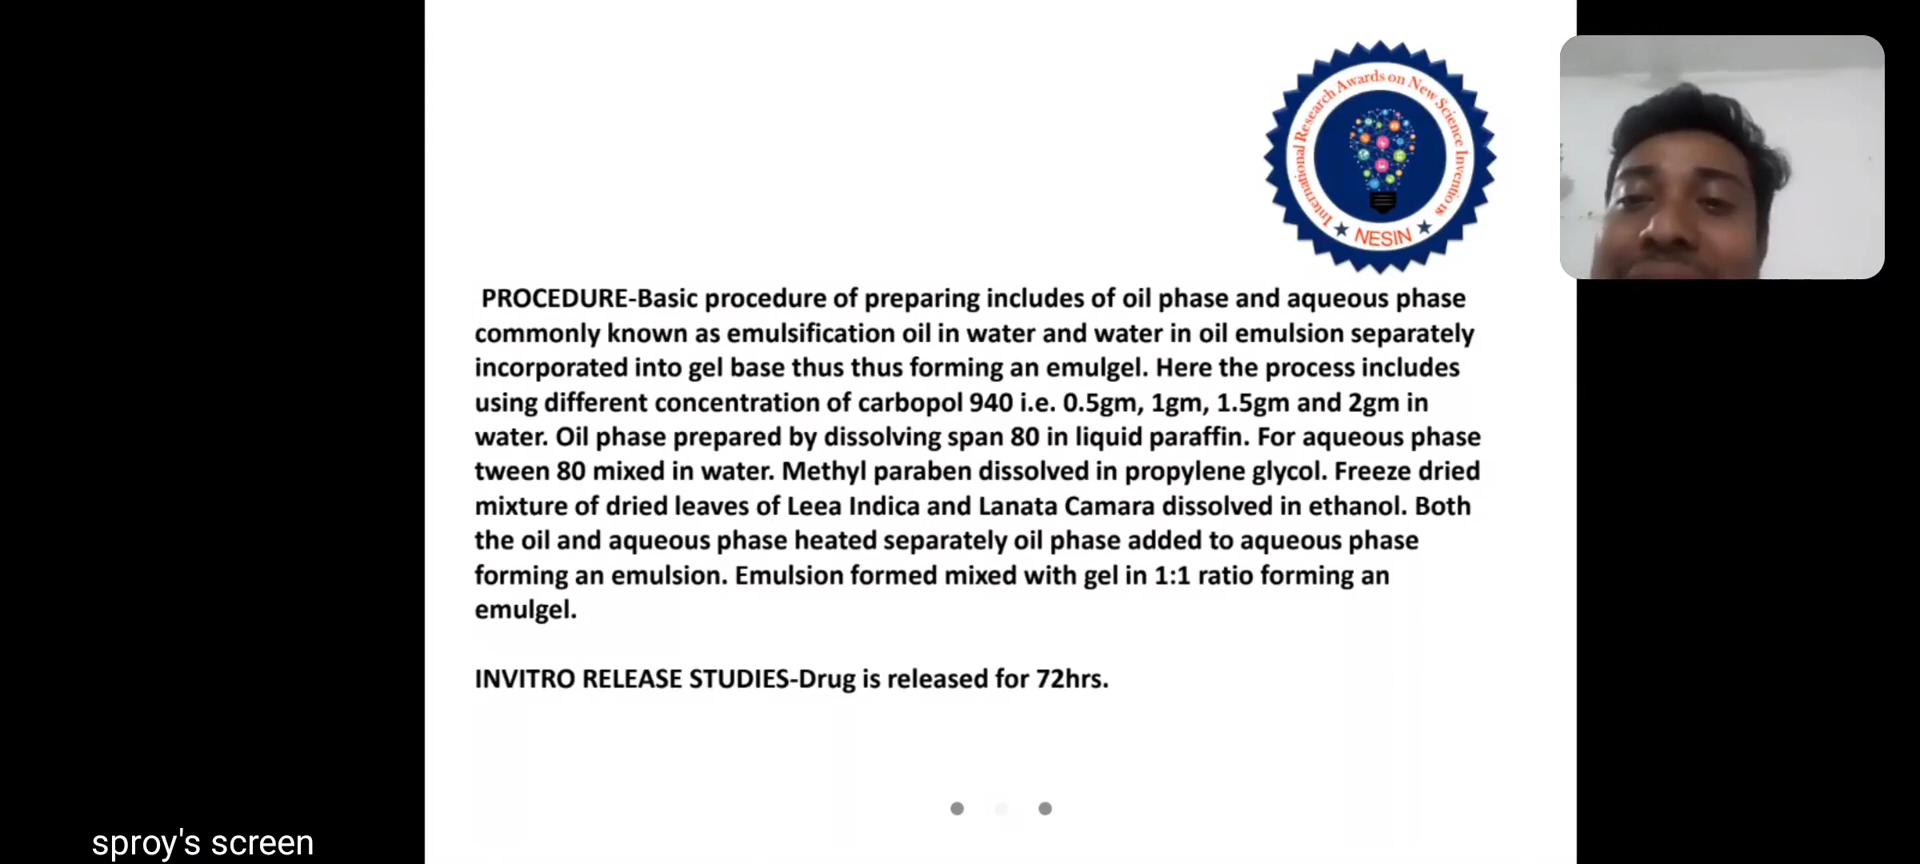 International Research Awards on New Science Inventions
NESIN
PROCEDURE-Basic procedure of preparing includes of oil phase and aqueous phase
commonly known as emulsification oil in water and water in oil emulsion separately
incorporated into gel base thus thus forming an emulgel. Here the process includes
using different concentration of carbopol 940 i.e. 0.5gm, 1gm, 1.5gm and 2gm in
water. Oil phase prepared by dissolving span 80 in liquid paraffin. For aqueous phase
tween 80 mixed in water. Methyl paraben dissolved in propylene glycol. Freeze dried
mixture of dried leaves of Leea Indica and Lanata Camara dissolved in ethanol. Both
the oil and aqueous phase heated separately oil phase added to aqueous phase
forming an emulsion. Emulsion formed mixed with gel in 1:1 ratio forming an
emulgel.
INVITRO RELEASE STUDIES-Drug is released for 72hrs.
sproy's screen